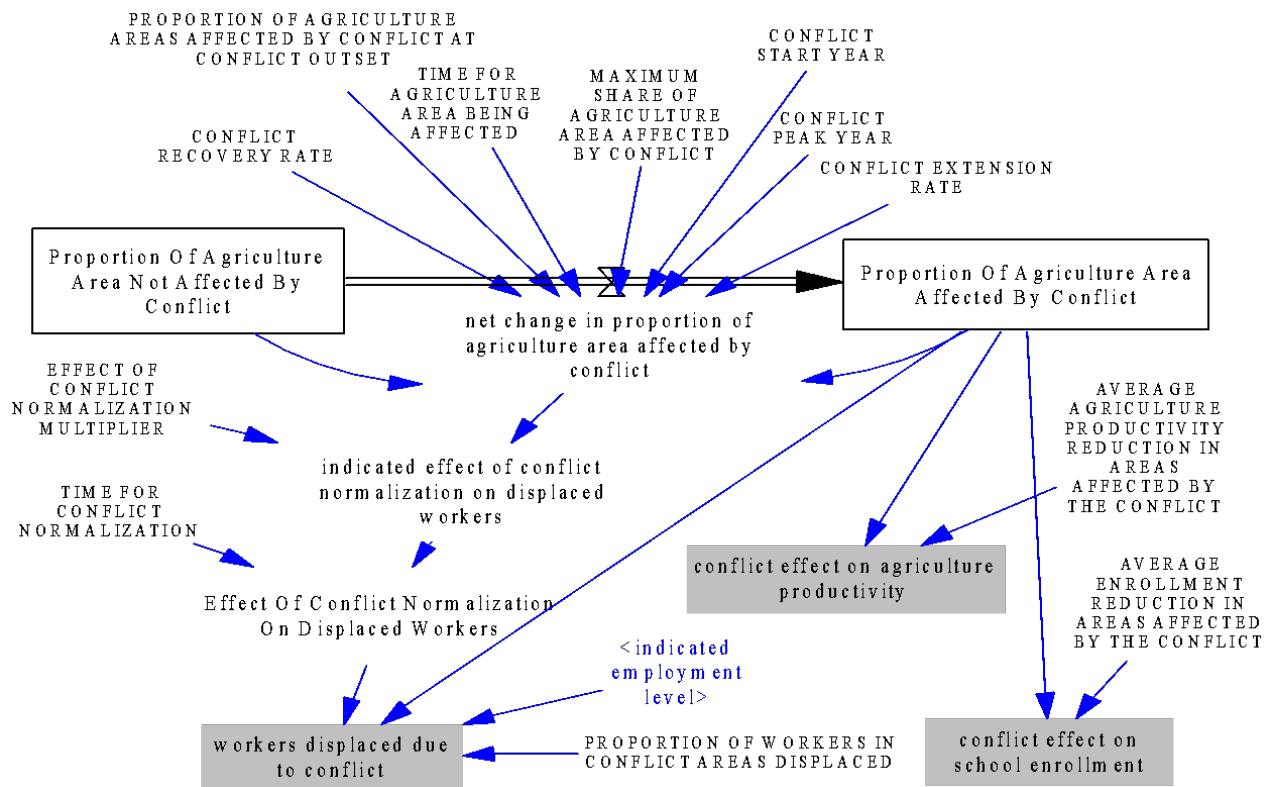 PROPORTION OF AGRICULTURE
AREAS AFFECTED BY CONFLICT AT
CONFLICT OUTSET
CONFLICT
START YEAR
TIME FOR
AGRICULTURE
AREA BEING
AFFECTED
MAXIMUM
SHARE OF
AGRICULTURE
AREA AFFECTED
BY CONFLICT
CONFLICT
PEAK YEAR
CONFLICT
RECOVERY RATE
CONFLICT EXTENSION
RATE
Proportion Of Agriculture
Area Not Affected By
Conflict
Proportion Of Agriculture Area
Affected By Conflict
net change in proportion of
agriculture area affected by
conflict
EFFECT OF
CONFLICT
NORMALIZATION
MULTIPLIER
AVERAGE
AGRICULTURE
PRODUCTIVITY
REDUCTION IN
AREAS
AFFECTED BY
THE CONFLICT
indicated effect of conflict
normalization on displaced
workers
TIME FOR
CONFLICT
NORMALIZATION
conflict effect on agriculture
productivity
AVERAGE
ENROLLMENT
REDUCTION IN
AREAS AFFECTED
BY THE CONFLICT
Effect Of Conflict Normalization
On Displaced Workers
<indicated
employment
level>
workers displaced due
to conflict
PROPORTION OF WORKERS IN
CONFLICT AREAS DISPLACED
conflict effect on
school enrollment